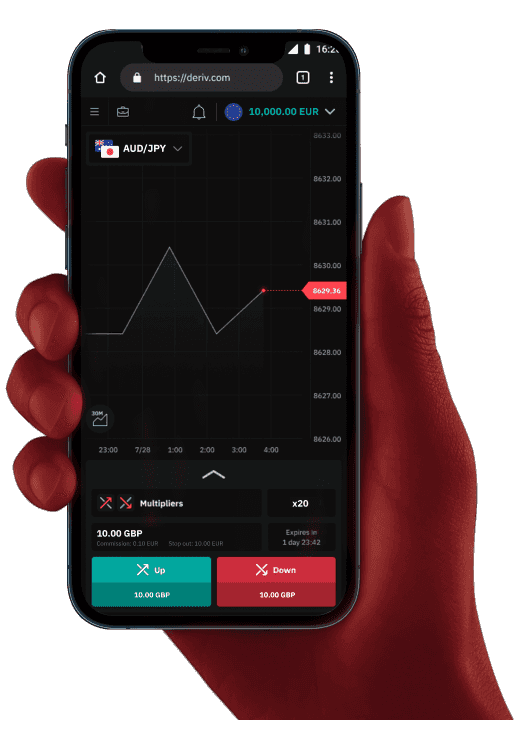 16:2
https://deriv.com
1
10,000.00 EUR
AUD/JPY
8633.00
8632.00
8631.00
8630.00
8629.36
8629.00
8628.00
8627.00
8626.00
30M
23:00 7/28 1:00 2:00 3:00 4:00
Multipliers x20
10.00 GBP
Commission: 0.10 EUR Stop out: 10.00 EUR
Expires in
1 day 23:42
Up
10.00 GBP
Down
10.00 GBP